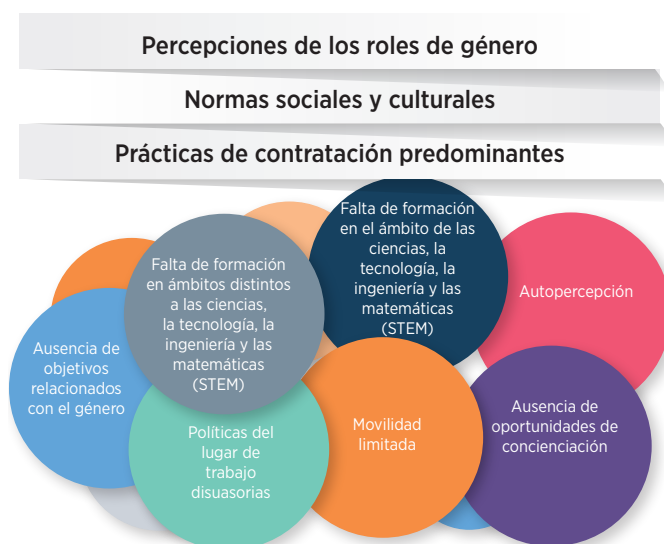 Percepciones de los roles de género
Normas sociales y culturales
Prácticas de contratación predominantes
Falta de formación
en ámbitos distintos
a las ciencias,
la tecnología, la
ingeniería y las
matemáticas
(STEM)
Falta de formación
en el ámbito de las
ciencias, la
tecnología, la
ingeniería y las
matemáticas
(STEM)
Autopercepción
Ausencia de
objetivos
relacionados
con el género
Políticas del
lugar de
trabajo
disuasorias
Movilidad
limitada
Ausencia de
oportunidades de
concienciación